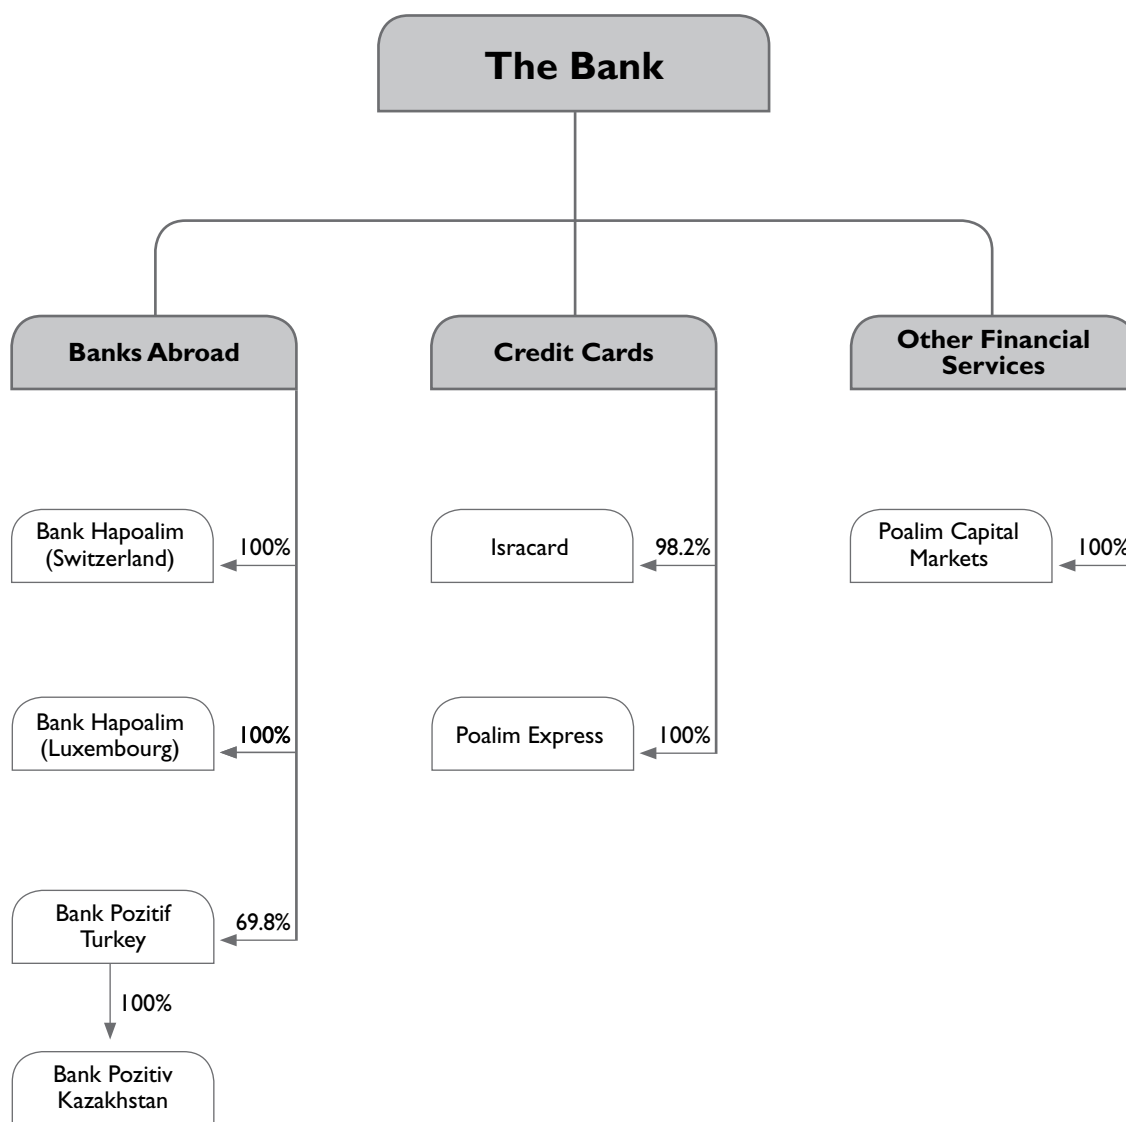 The Bank
Banks Abroad
Credit Cards
Other Financial
Services
Bank Hapoalim
(Switzerland)
100%
Isracard
98.2%
Poalim Capital
Markets
100%
Bank Hapoalim
(Luxembourg)
100%
Poalim Express
100%
Bank Pozitif
Turkey
69.8%
100%
Bank Pozitiv
Kazakhstan